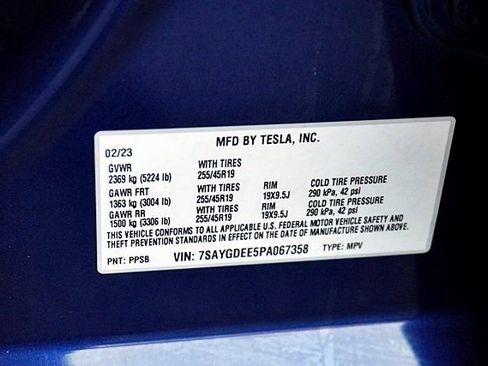 MFD BY TESLA, INC.
02/23
GVWR WITH TIRES
2369 kg (5224 lb) 255/45R19
GAWR FRT WITH TIRES RIM COLD TIRE PRESSURE
1363 kg (3004 lb) 255/45R19 19X9.5J 290 kPa, 42 psi
GAWR RR WITH TIRES RIM COLD TIRE PRESSURE
1500 kg (3306 lb) 255/45R19 19X9.5J 290 kPa, 42 psi
THIS VEHICLE CONFORMS TO ALL APPLICABLE U.S. FEDERAL MOTOR VEHICLE SAFETY AND
THEFT PREVENTION STANDARDS IN EFFECT ON THE DATE OF MANUFACTURE SHOWN ABOVE.
PNT: PPSB VIN: 7SAYGDEE5PA067358 TYPE: MPV